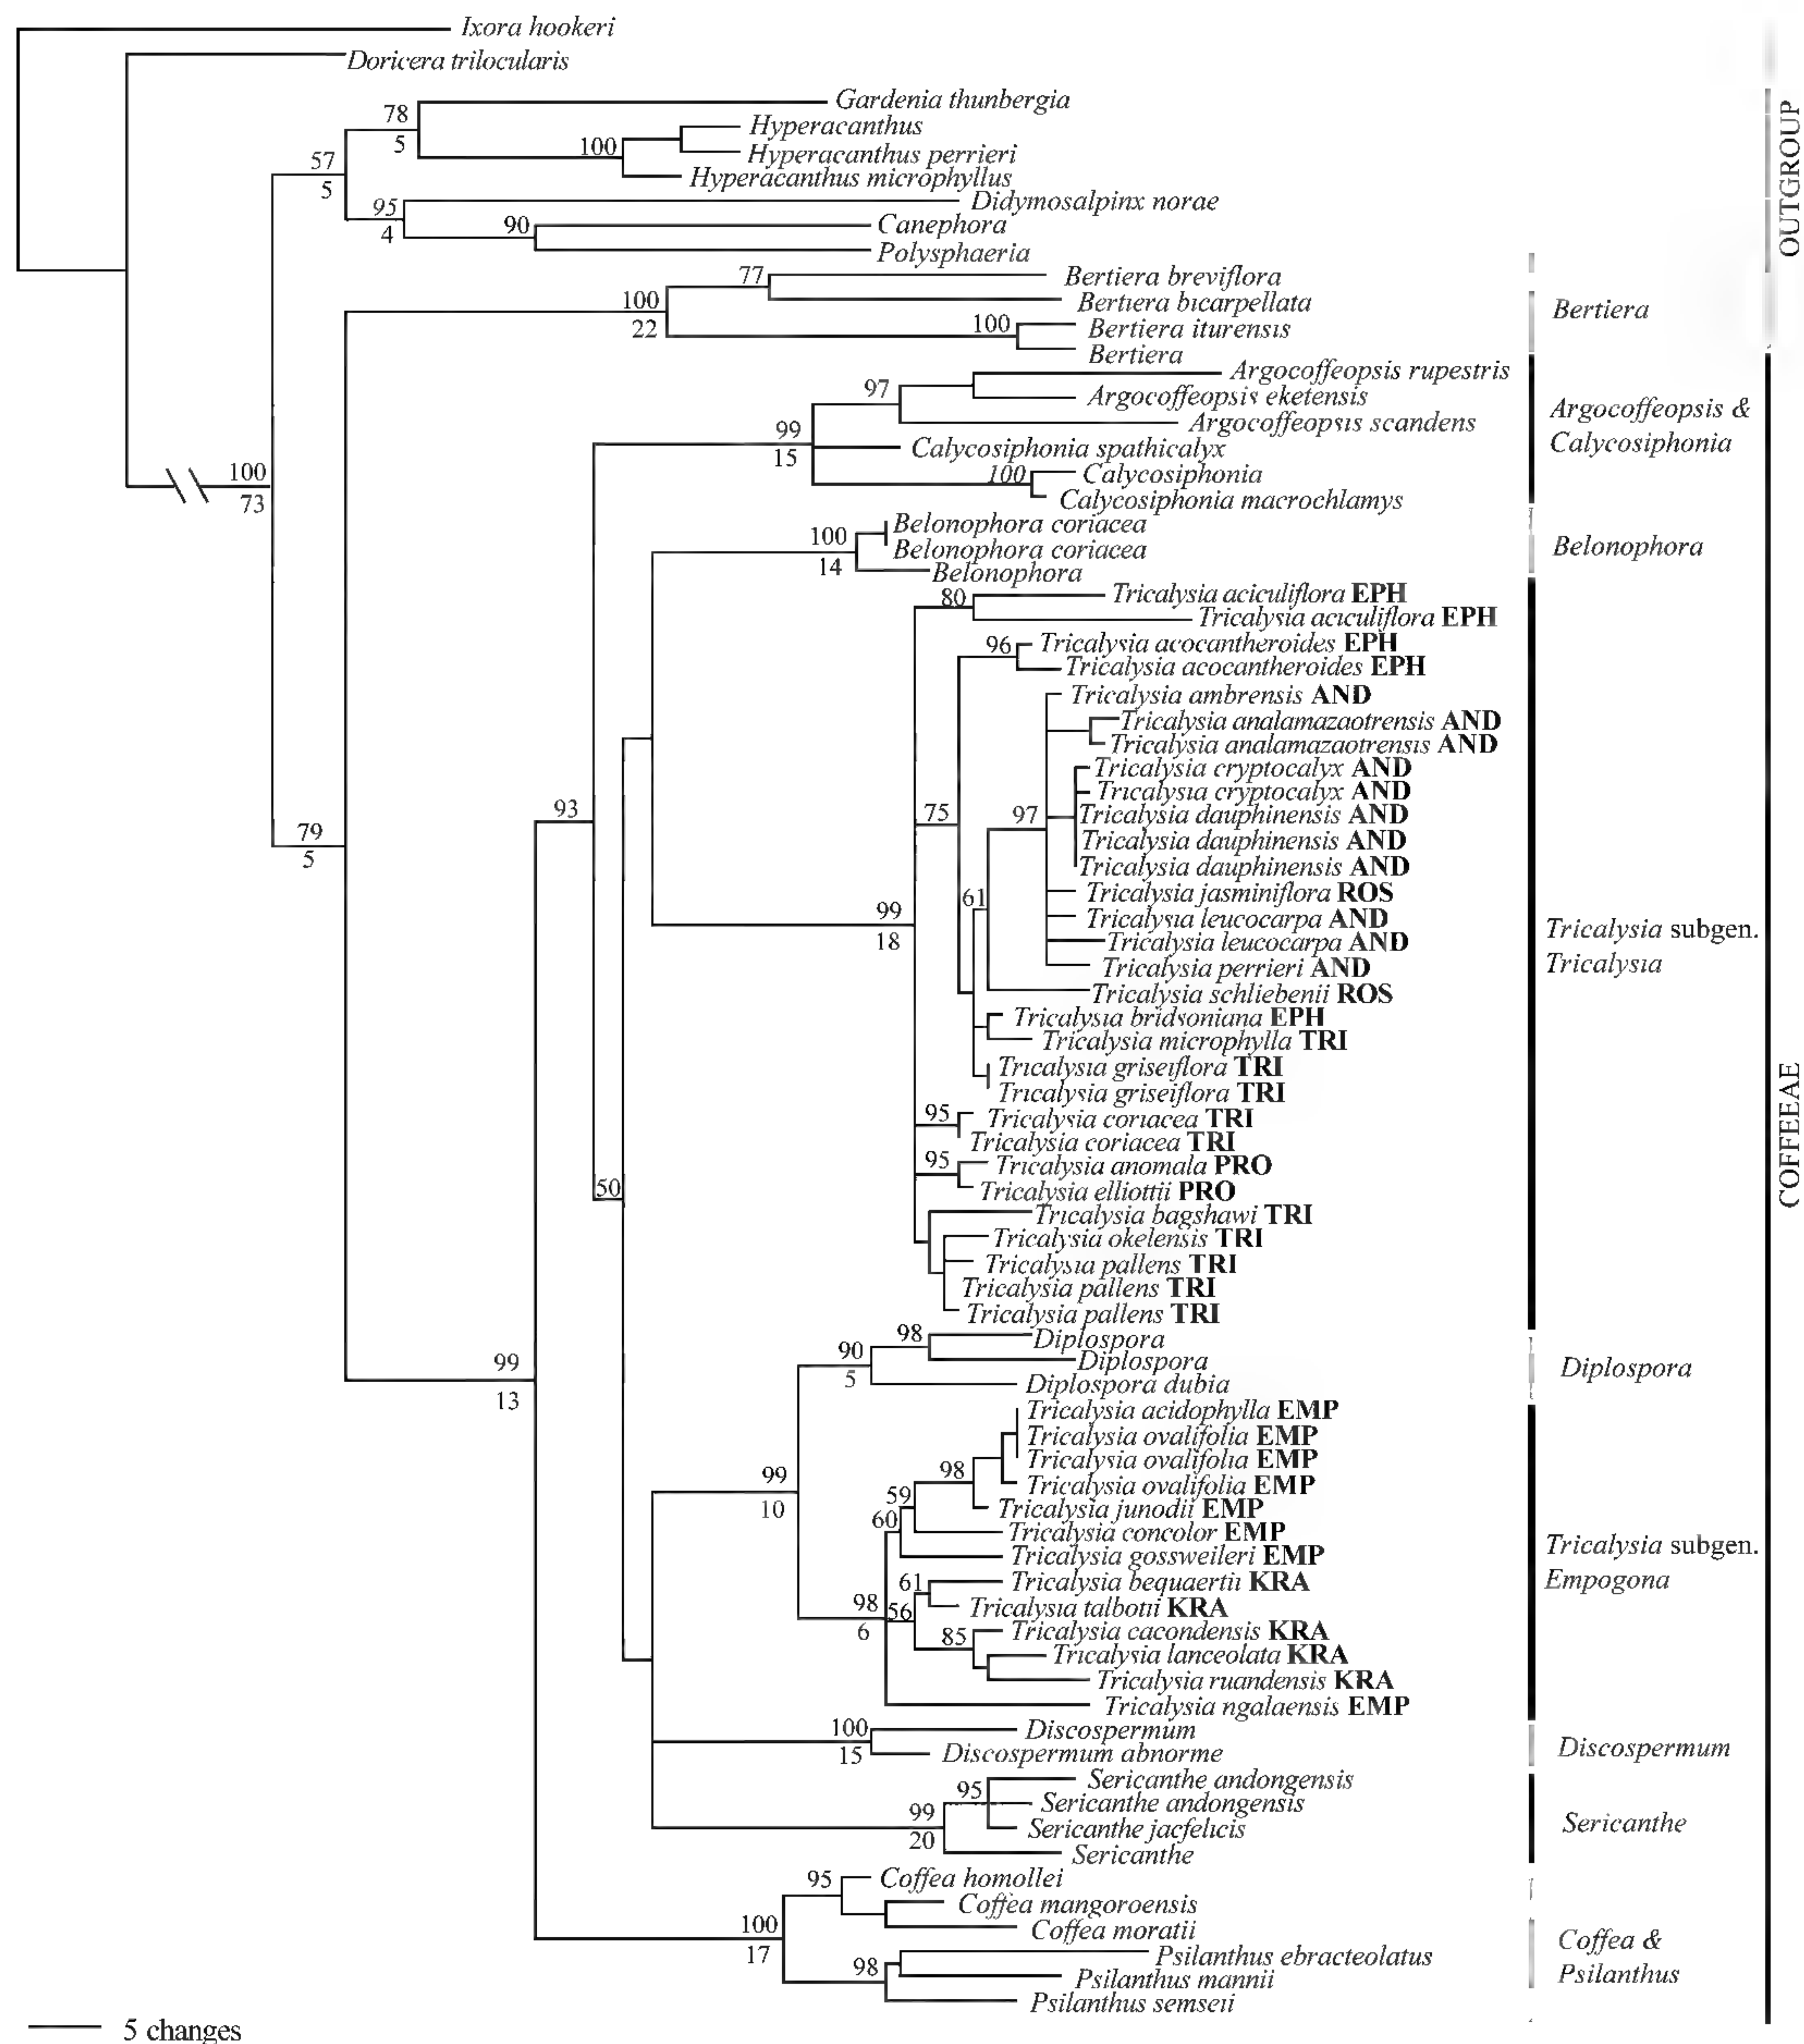 Ixora hookeri
Doricera trilocularis
Gardenia thunbergia
78
Hyperacanthus
5
100
Hyperacanthus perrieri
57
Hyperacanthus microphyllus
5
95
Didymosalpinx norae
4
90
Canephora
Polysphaeria
OUTGROUP
77
Bertiera breviflora
100
Bertiera bicarpellata
22
100
Bertiera iturensis
Bertiera
Bertiera
Argocoffeopsis rupestris
97
Argocoffeopsis eketensis
Argocoffeopsis scandens
99
15
Calycosiphonia spathicalyx
100
Calycosiphonia
Calycosiphonia macrochlamys
Argocoffeopsis &
Calycosiphonia
100
73
Belonophora coriacea
100
Belonophora coriacea
14
Belonophora
Belonophora
80
Tricalysia aciculiflora EPH
Tricalysia aciculiflora EPH
96
Tricalysia acocantheroides EPH
Tricalysia acocantheroides EPH
Tricalysia ambrensis AND
Tricalysia analamazaotrensis AND
Tricalysia analamazaotrensis AND
Tricalysia cryptocalyx AND
Tricalysia cryptocalyx AND
93
75
97
Tricalysia dauphinensis AND
79
Tricalysia dauphinensis AND
5
Tricalysia dauphinensis AND
Tricalysia jasminiflora ROS
61
99
Tricalysia leucocarpa AND
18
Tricalysia leucocarpa AND
Tricalysia perrieri AND
Tricalysia schliebenii ROS
Tricalysia subgen.
Tricalysia
Tricalysia bridsoniana EPH
Tricalysia microphylla TRI
Tricalysia griseiflora TRI
Tricalysia griseiflora TRI
95
Tricalysia coriacea TRI
Tricalysia coriacea TRI
COFFEEAE
95
Tricalysia anomala PRO
50
Tricalysia elliottii PRO
Tricalysia bagshawi TRI
Tricalysia okelensis TRI
Tricalysia pallens TRI
Tricalysia pallens TRI
Tricalysia pallens TRI
98
Diplospora
90
Diplospora
99
5
Diplospora dubia
13
Diplospora
Tricalysia acidophylla EMP
Tricalysia ovalifolia EMP
Tricalysia ovalifolia EMP
99
98
Tricalysia ovalifolia EMP
10
59
Tricalysia junodii EMP
60
Tricalysia concolor EMP
Tricalysia gossweileri EMP
Tricalysia subgen.
Empogona
61
Tricalysia bequaertii KRA
98
56
Tricalysia talbotii KRA
6
85
Tricalysia cacondensis KRA
Tricalysia lanceolata KRA
Tricalysia ruandensis KRA
Tricalysia ngalaensis EMP
100
Discospermum
15
Discospermum abnorme
Discospermum
95
Sericanthe andongensis
Sericanthe andongensis
99
Sericanthe jacfelicis
20
Sericanthe
Sericanthe
95
Coffea homollei
Coffea mangoroensis
100
Coffea moratii
17
Psilanthus ebracteolatus
98
Psilanthus mannii
Psilanthus semseii
Coffea &
Psilanthus
5 changes